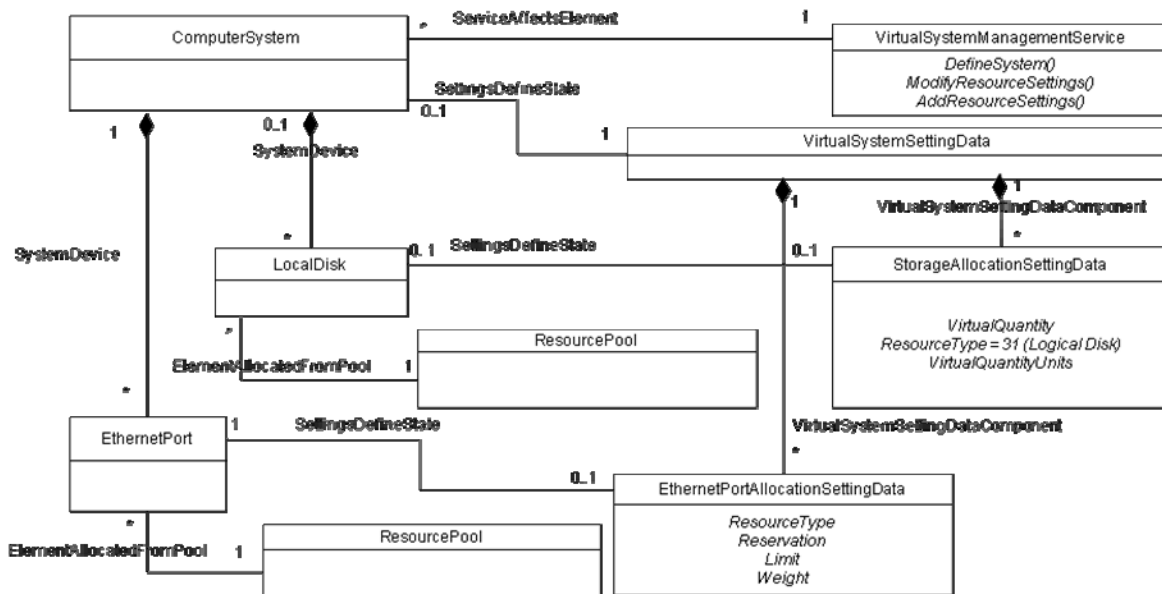 ServiceAffectsElement
*
1
ComputerSystem
VirtualSystemManagementService
DefineSystem()
ModifyResourceSettings()
AddResourceSettings()
SettingsDefineState
0..1
1
1
0..1
VirtualSystemSettingData
SystemDevice
1
1
VirtualSystemSettingDataComponent
*
*
SystemDevice
SettingsDefineState
0..1
0..1
LocalDisk
StorageAllocationSettingData
VirtualQuantity
ResourceType = 31 (Logical Disk)
VirtualQuantityUnits
*
ResourcePool
ElementAllocatedFromPool
1
*
EthernetPort
1
SettingsDefineState
VirtualSystemSettingDataComponent
*
0..1
EthernetPortAllocationSettingData
ResourceType
Reservation
Limit
Weight
*
ResourcePool
ElementAllocatedFromPool
1